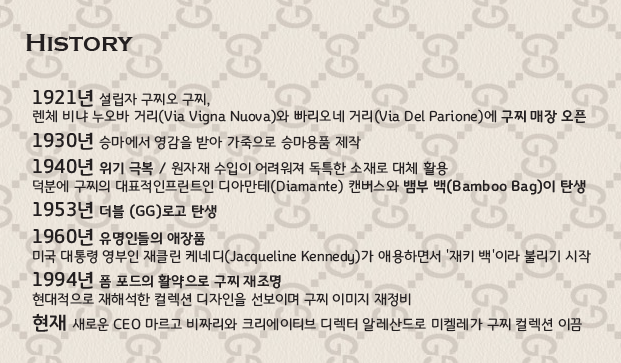 HISTORY
1921년 설립자 구찌오 구찌,
렌체 비냐 누오바 거리(Via Vigna Nuova)와 빠리오네 거리(Via Del Parione)에 구찌 매장 오픈
1930년 승마에서 영감을 받아 가죽으로 승마용품 제작
1940년 위기 극복 / 원자재 수입이 어려워져 독특한 소재로 대체 활용
덕분에 구찌의 대표적인프린트인 디아만테(Diamante) 캔버스와 뱀부 백(Bamboo Bag)이 탄생
1953년 더블 (GG)로고 탄생
1960년 유명인들의 애장품
미국 대통령 영부인 재클린 케네디(Jacqueline Kennedy)가 애용하면서 '재키 백'이라 불리기 시작
1994년 폼 포드의 활약으로 구찌 재조명
현대적으로 재해석한 컬렉션 디자인을 선보이며 구찌 이미지 재정비
현재 새로운 CEO 마르고 비짜리와 크리에이티브 디렉터 알레산드로 미켈레가 구찌 컬렉션 이끔